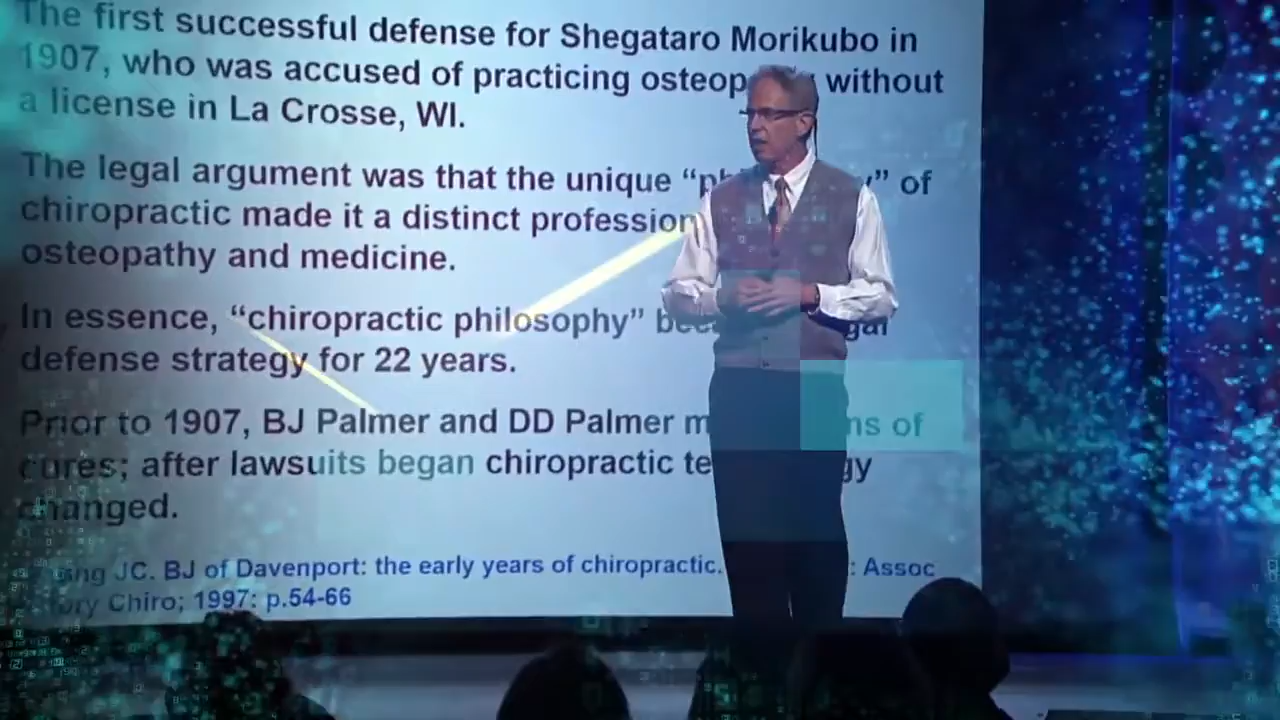 The first successful defense for Shegataro Morikubo in
1907, who was accused of practicing without
a license in La Crosse, WI.
The legal argument was that the unique of
chiropractic made it a distinct profession
osteopathy and medicine.
In essence, “chiropractic philosophy”
defense strategy for 22 years.
Prior to 1907, BJ Palmer and DD Palmer of
cures; after lawsuits began chiropractic
changed.
JC. BJ of Davenport: the early years of chiropractic. : Assoc
Chiro; 1997: p.54-66